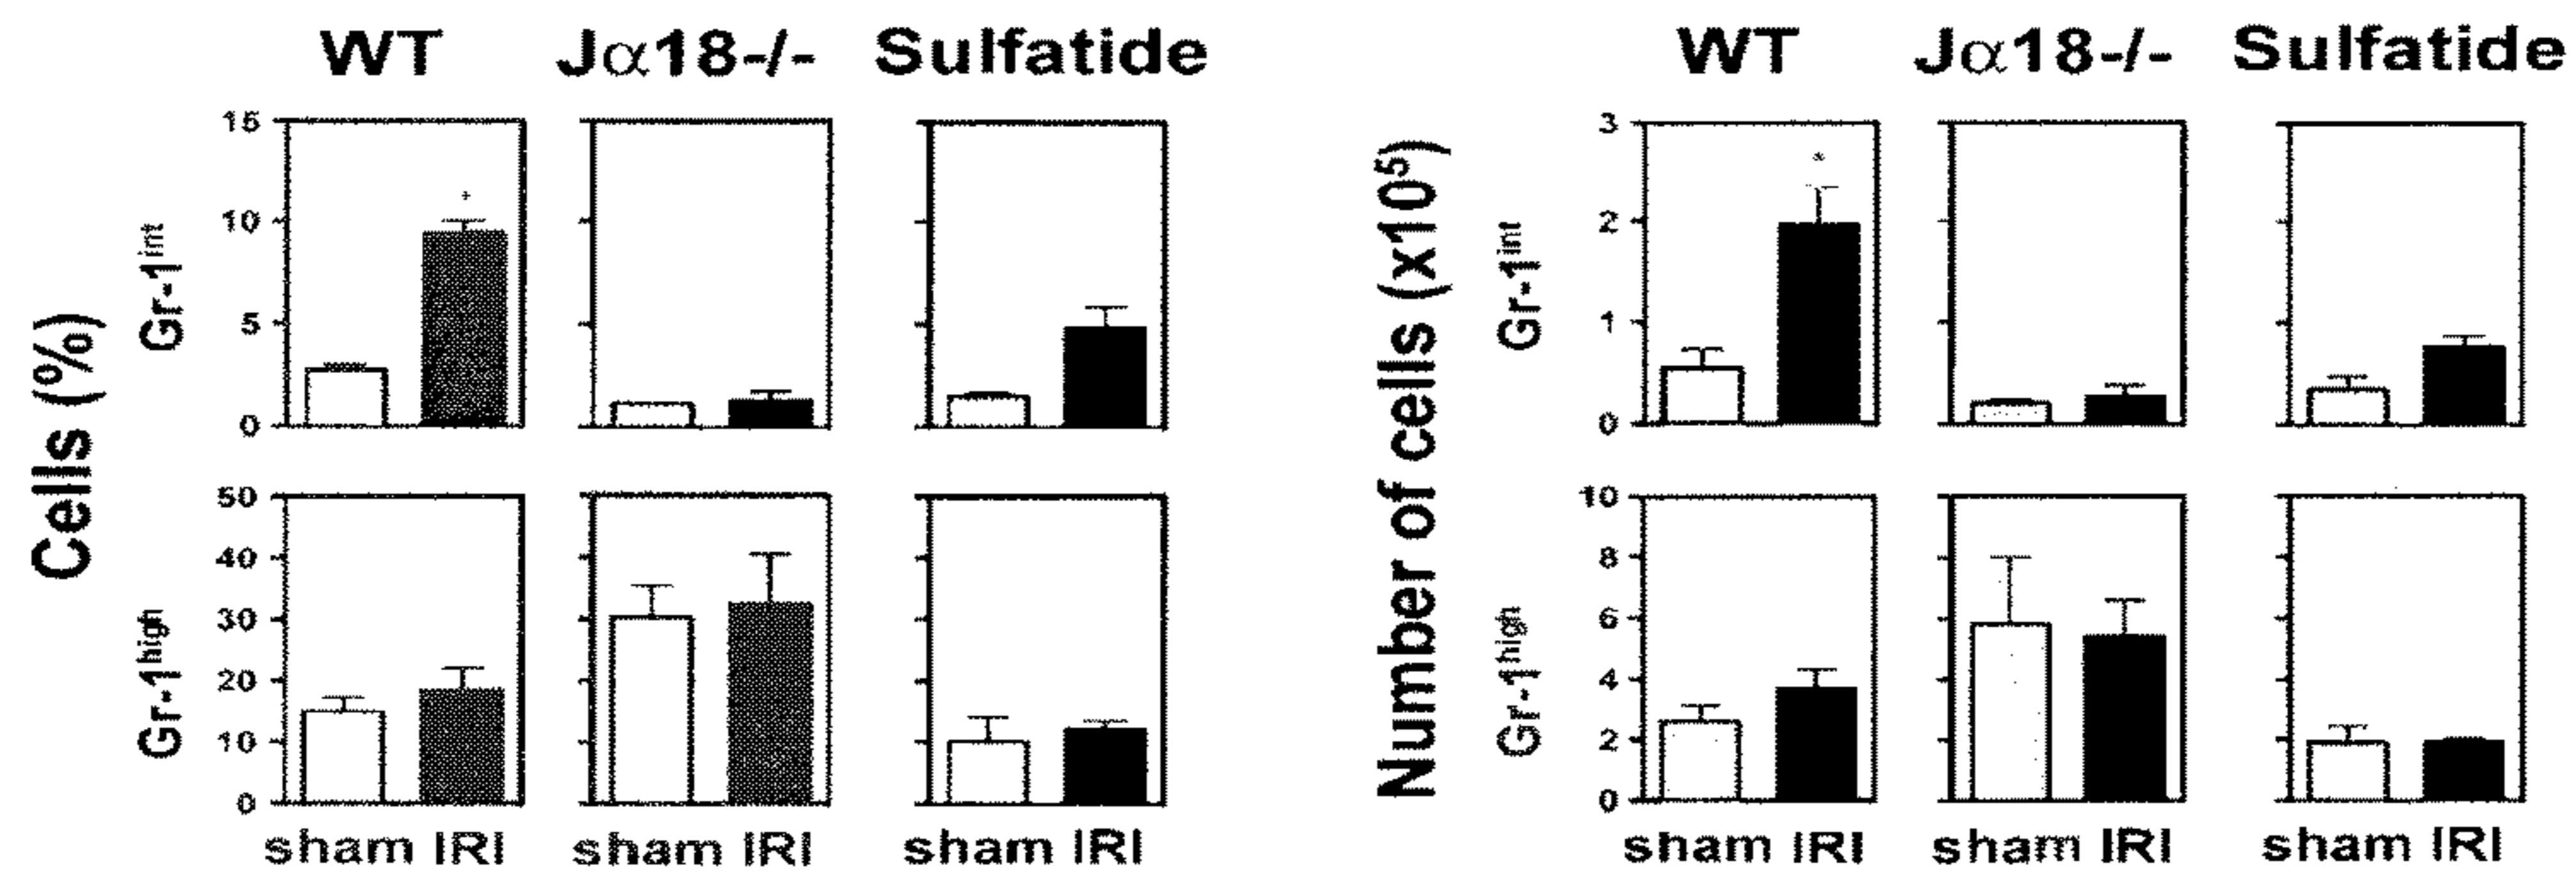 WT Jα18-/- Sulfatide
WT Jα18-/- Sulfatide
Cells (%)
Gr-1int
15
10
5
0
*
Gr-1high
50
40
30
20
10
0
sham IRI
sham IRI
sham IRI
Number of cells (x10⁵)
Gr-1int
3
2
1
0
*
Gr-1high
10
8
6
4
2
0
sham IRI
sham IRI
sham IRI